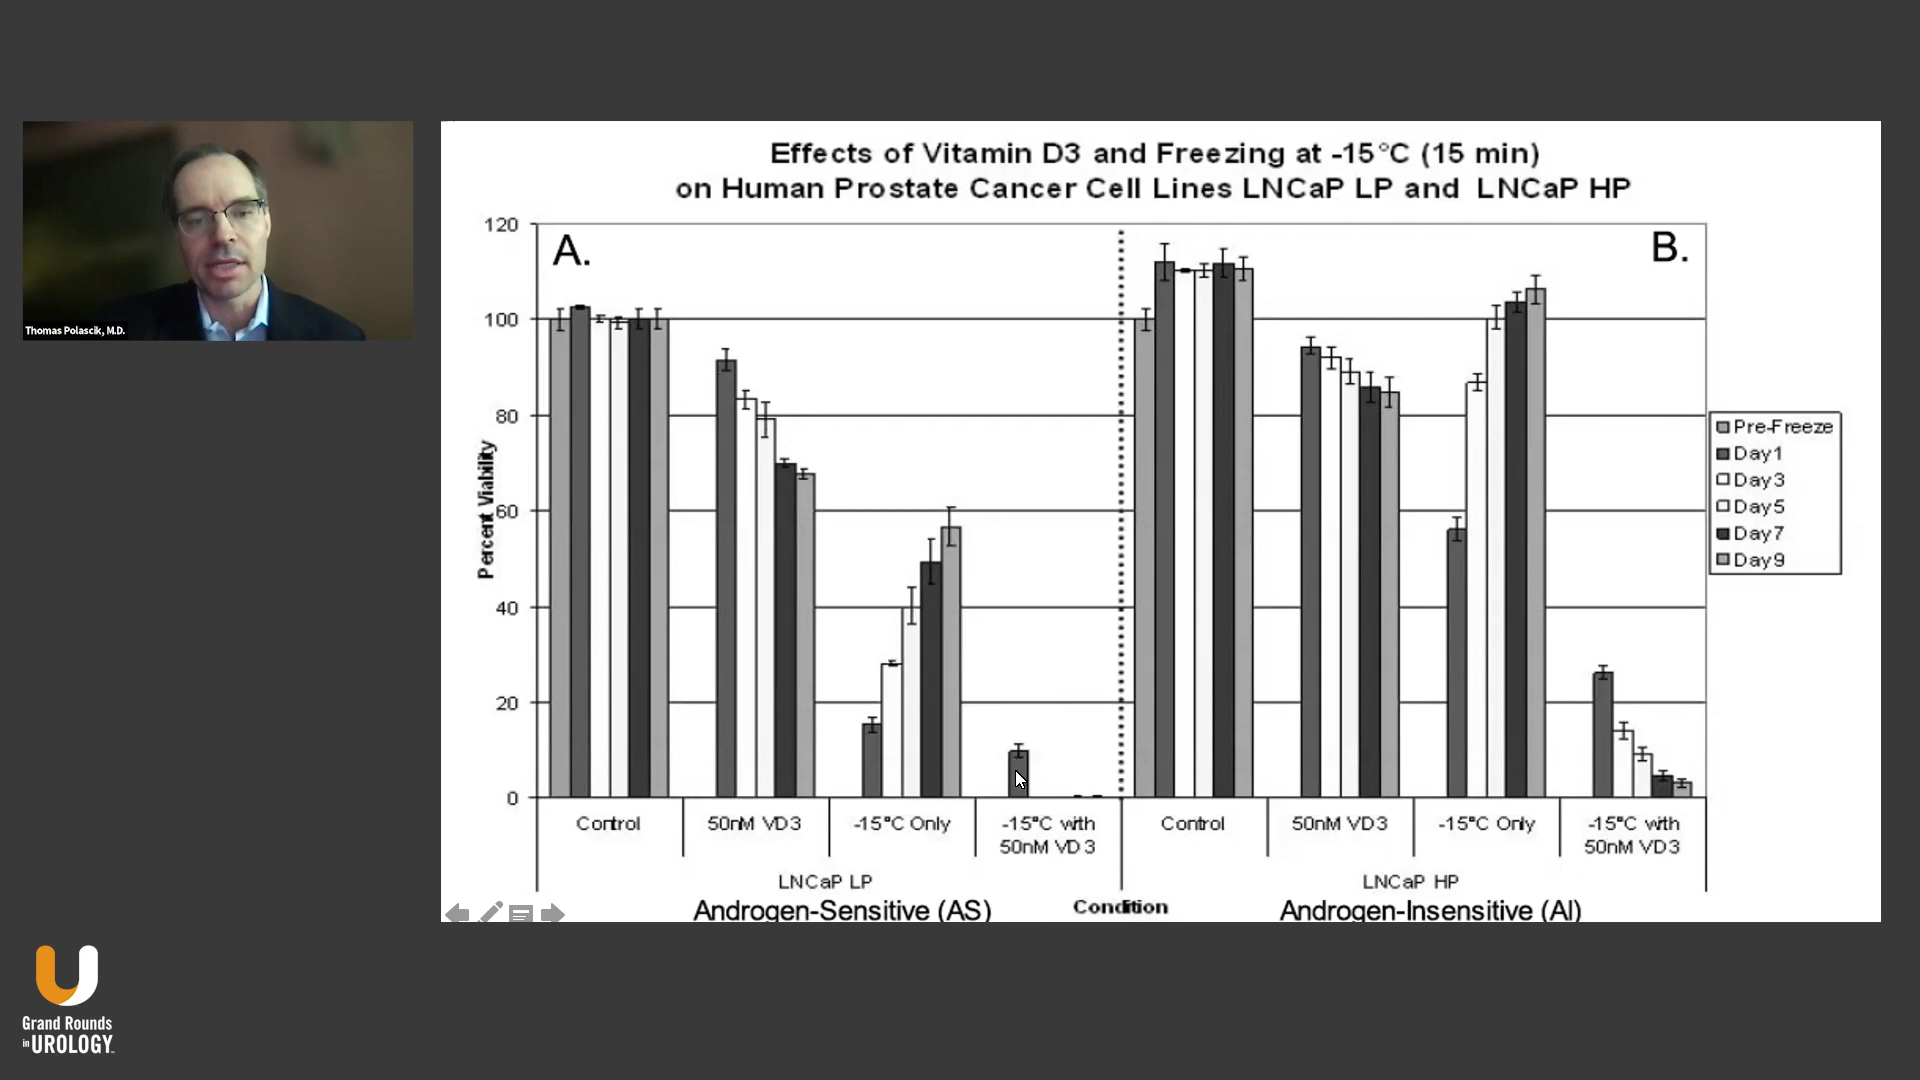 Thomas Polascik, M.D.
Effects of Vitamin D3 and Freezing at -15°C (15 min)
on Human Prostate Cancer Cell Lines LNCaP LP and LNCaP HP
A.
B.
120
100
80
60
40
20
0
Percent Viability
Pre-Freeze
Day1
Day3
Day5
Day7
Day9
Control
50nM VD3
-15°C Only
-15°C with
50nM VD3
Control
50nM VD3
-15°C Only
-15°C with
50nM VD3
LNCaP LP
LNCaP HP
Androgen-Sensitive (AS)
Condition
Androgen-Insensitive (AI)
Grand Rounds
in UROLOGY